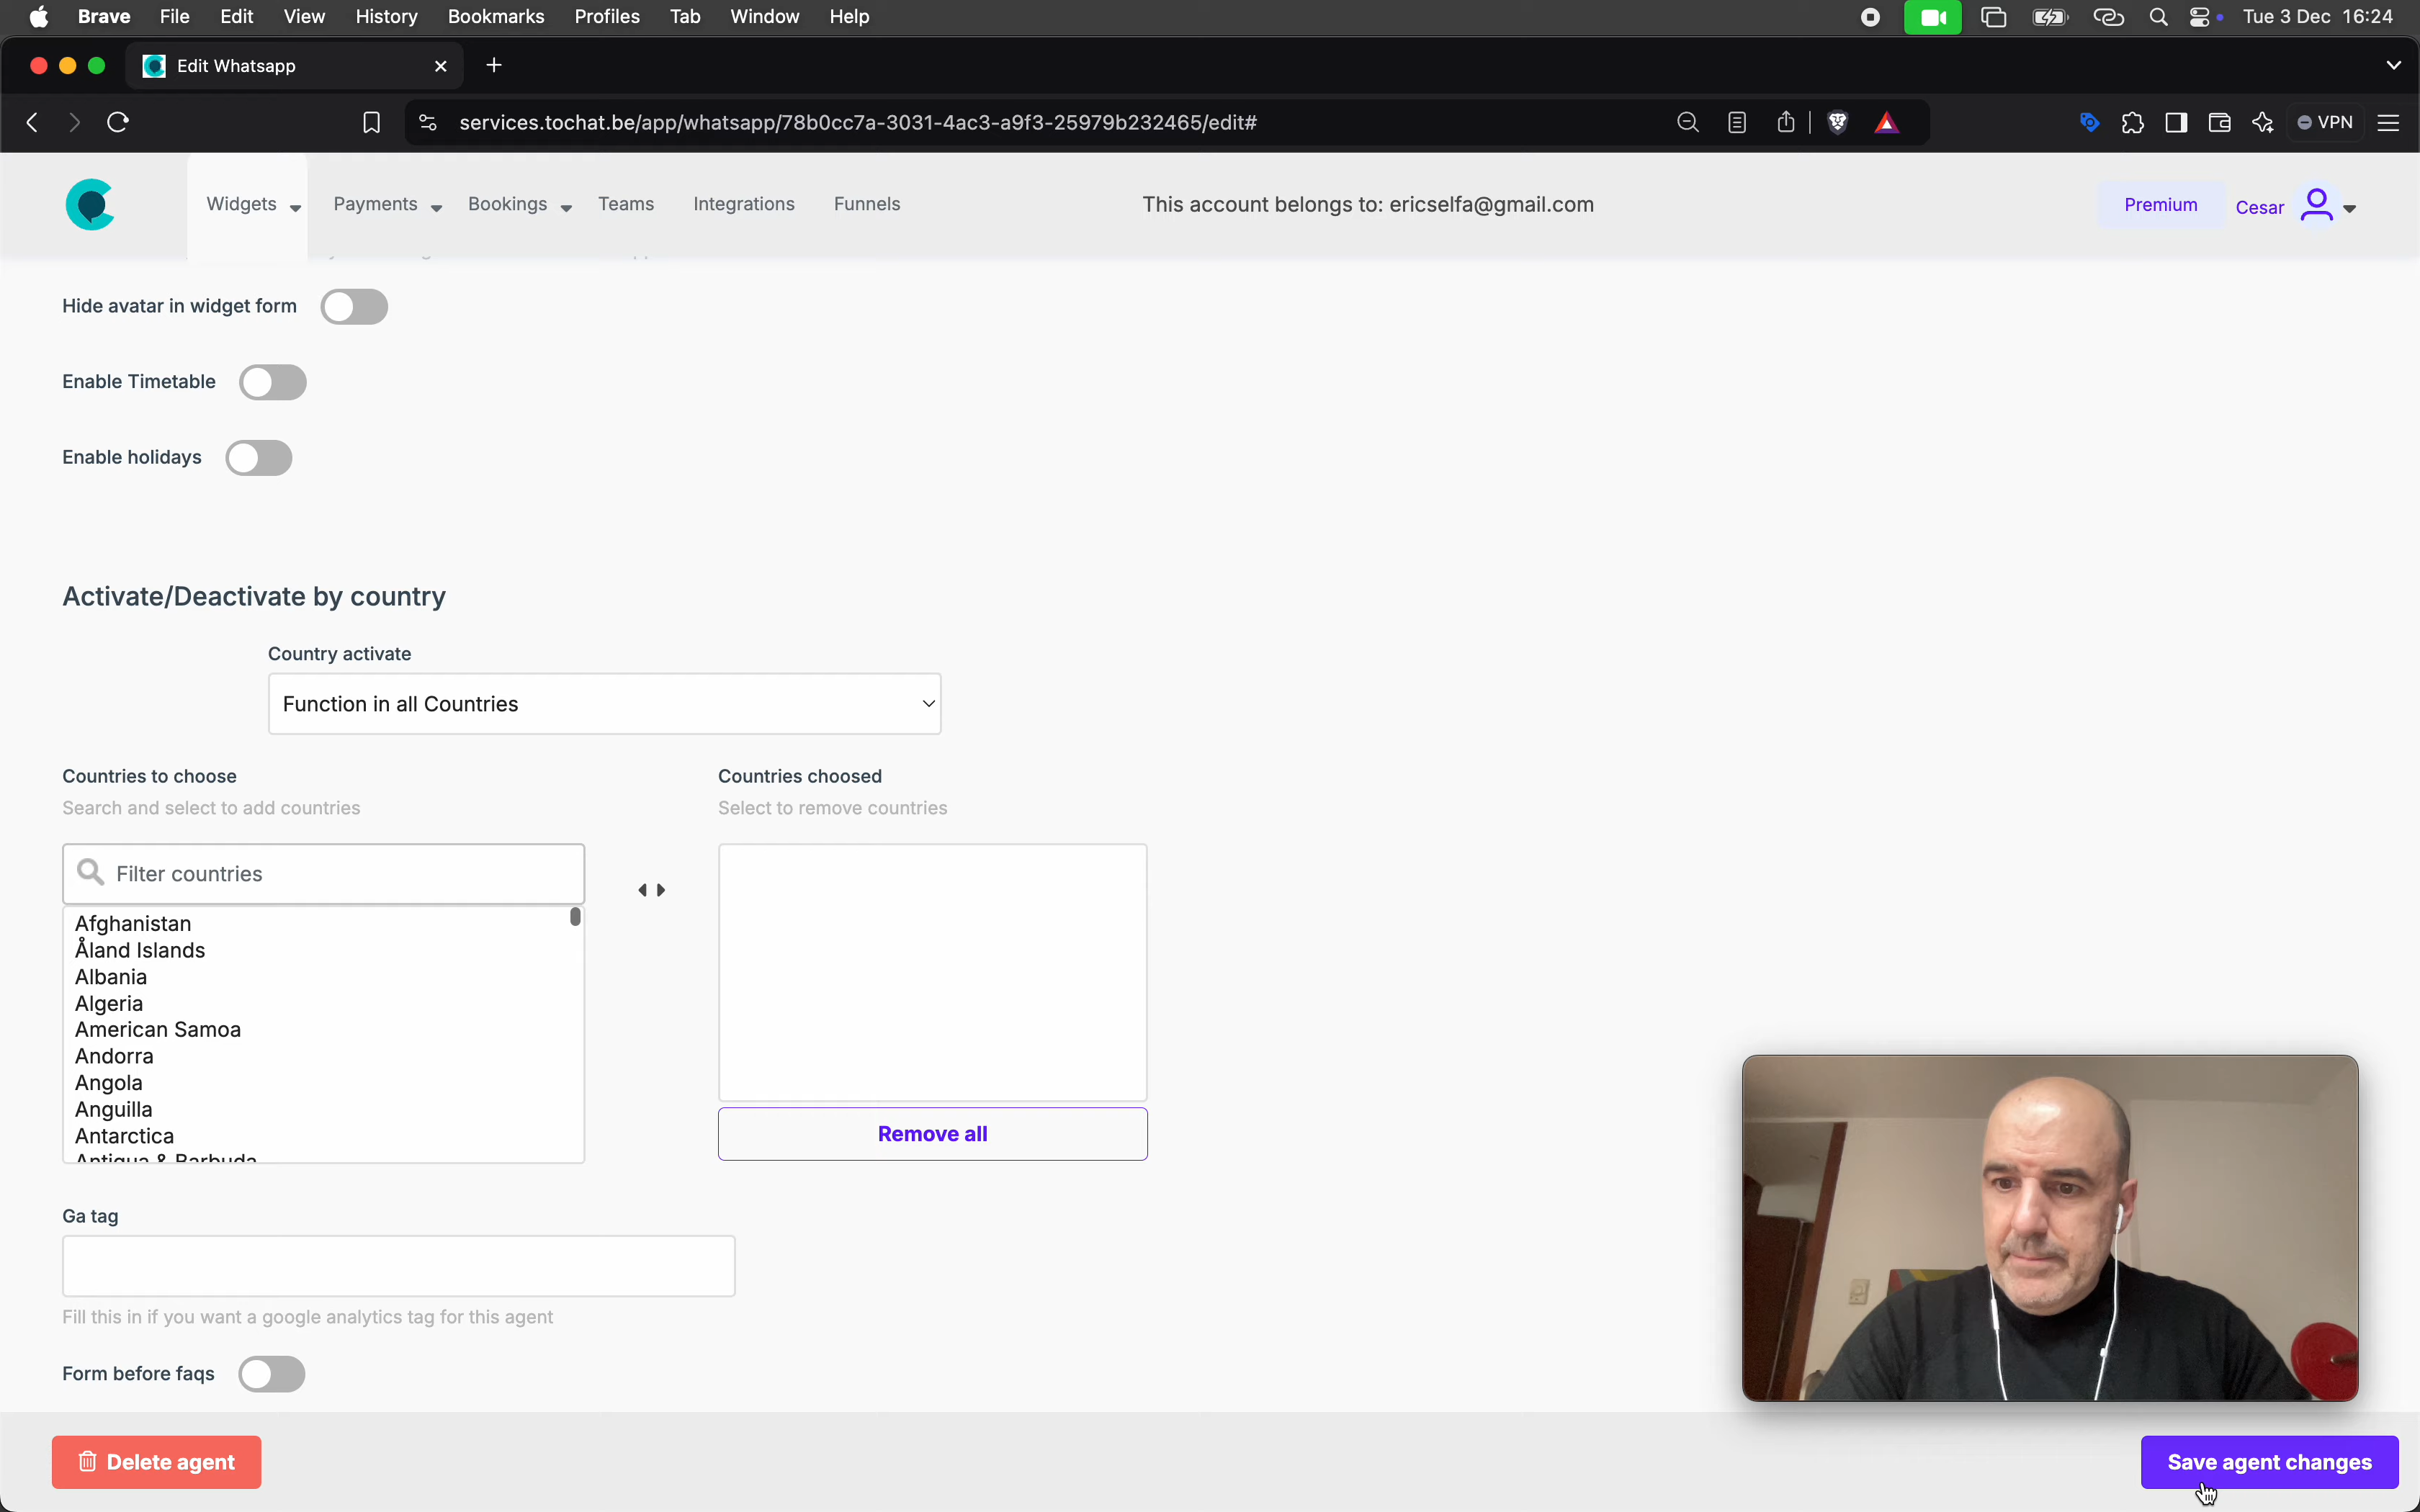 Brave File Edit View History Bookmarks Profiles Tab Window Help Tue 3 Dec 16:24
Edit Whatsapp
services.tochat.be/app/whatsapp/78b0cc7a-3031-4ac3-a9f3-25979b232465/edit#
VPN
Widgets Payments Bookings Teams Integrations Funnels This account belongs to: ericselfa@gmail.com Premium Cesar
Hide avatar in widget form
Enable Timetable
Enable holidays
Activate/Deactivate by country
Country activate
Function in all Countries
Countries to choose
Search and select to add countries
Countries choosed
Select to remove countries
Filter countries
Afghanistan
Åland Islands
Albania
Algeria
American Samoa
Andorra
Angola
Anguilla
Antarctica
Antigua & Barbuda
Remove all
Ga tag
Fill this in if you want a google analytics tag for this agent
Form before faqs
Delete agent
Save agent changes